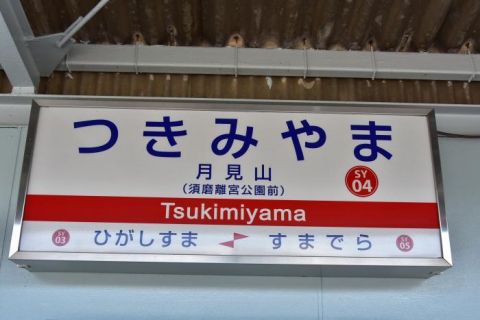 つきみやま
月見山
(須磨離宮公園前)
SY
04
Tsukimiyama
SY
03
ひがしすま
すまでら
SY
05